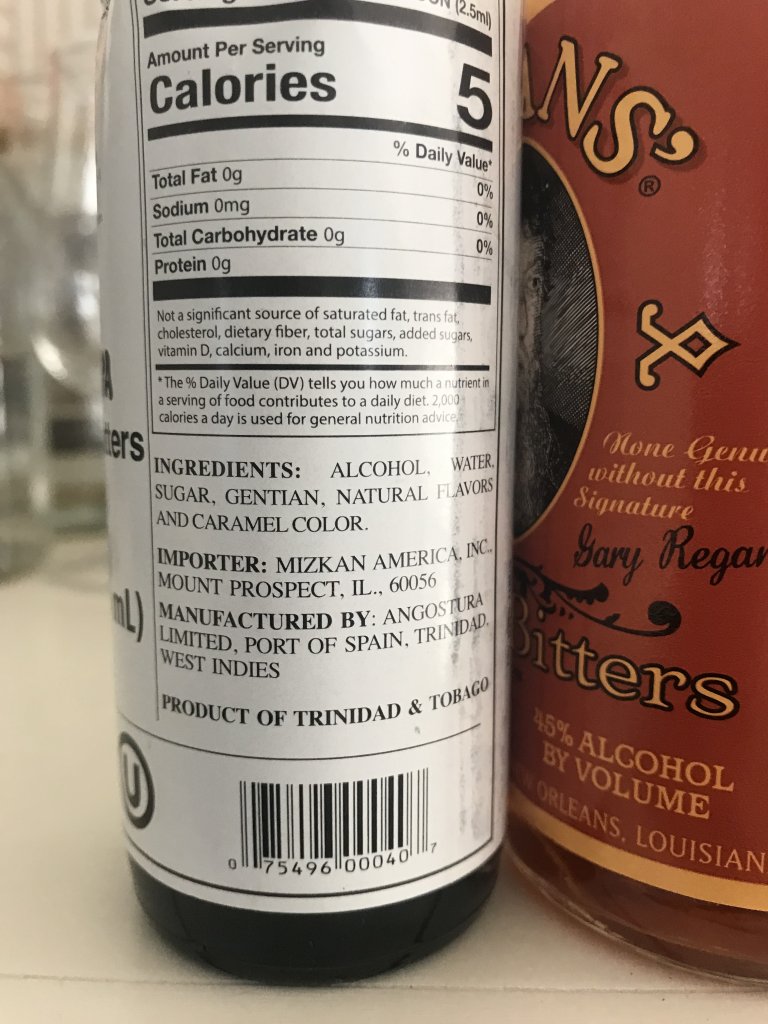 (2.5ml)
Amount Per Serving
Calories 5
% Daily Value*
Total Fat 0g 0%
Sodium 0mg 0%
Total Carbohydrate 0g 0%
Protein 0g
Not a significant source of saturated fat, trans fat,
cholesterol, dietary fiber, total sugars, added sugars,
vitamin D, calcium, iron and potassium.
*The % Daily Value (DV) tells you how much a nutrient in
a serving of food contributes to a daily diet. 2,000
calories a day is used for general nutrition advice.
INGREDIENTS: ALCOHOL, WATER,
SUGAR, GENTIAN, NATURAL FLAVORS
AND CARAMEL COLOR.
IMPORTER: MIZKAN AMERICA, INC.,
MOUNT PROSPECT, IL., 60056
MANUFACTURED BY: ANGOSTURA
LIMITED, PORT OF SPAIN, TRINIDAD,
WEST INDIES
PRODUCT OF TRINIDAD & TOBAGO
U
0 75496 00040 7
A
ters
mL)
ANS'
®
None Genu
without this
Signature
Gary Regan
Bitters
45% ALCOHOL
BY VOLUME
ORLEANS, LOUISIAN